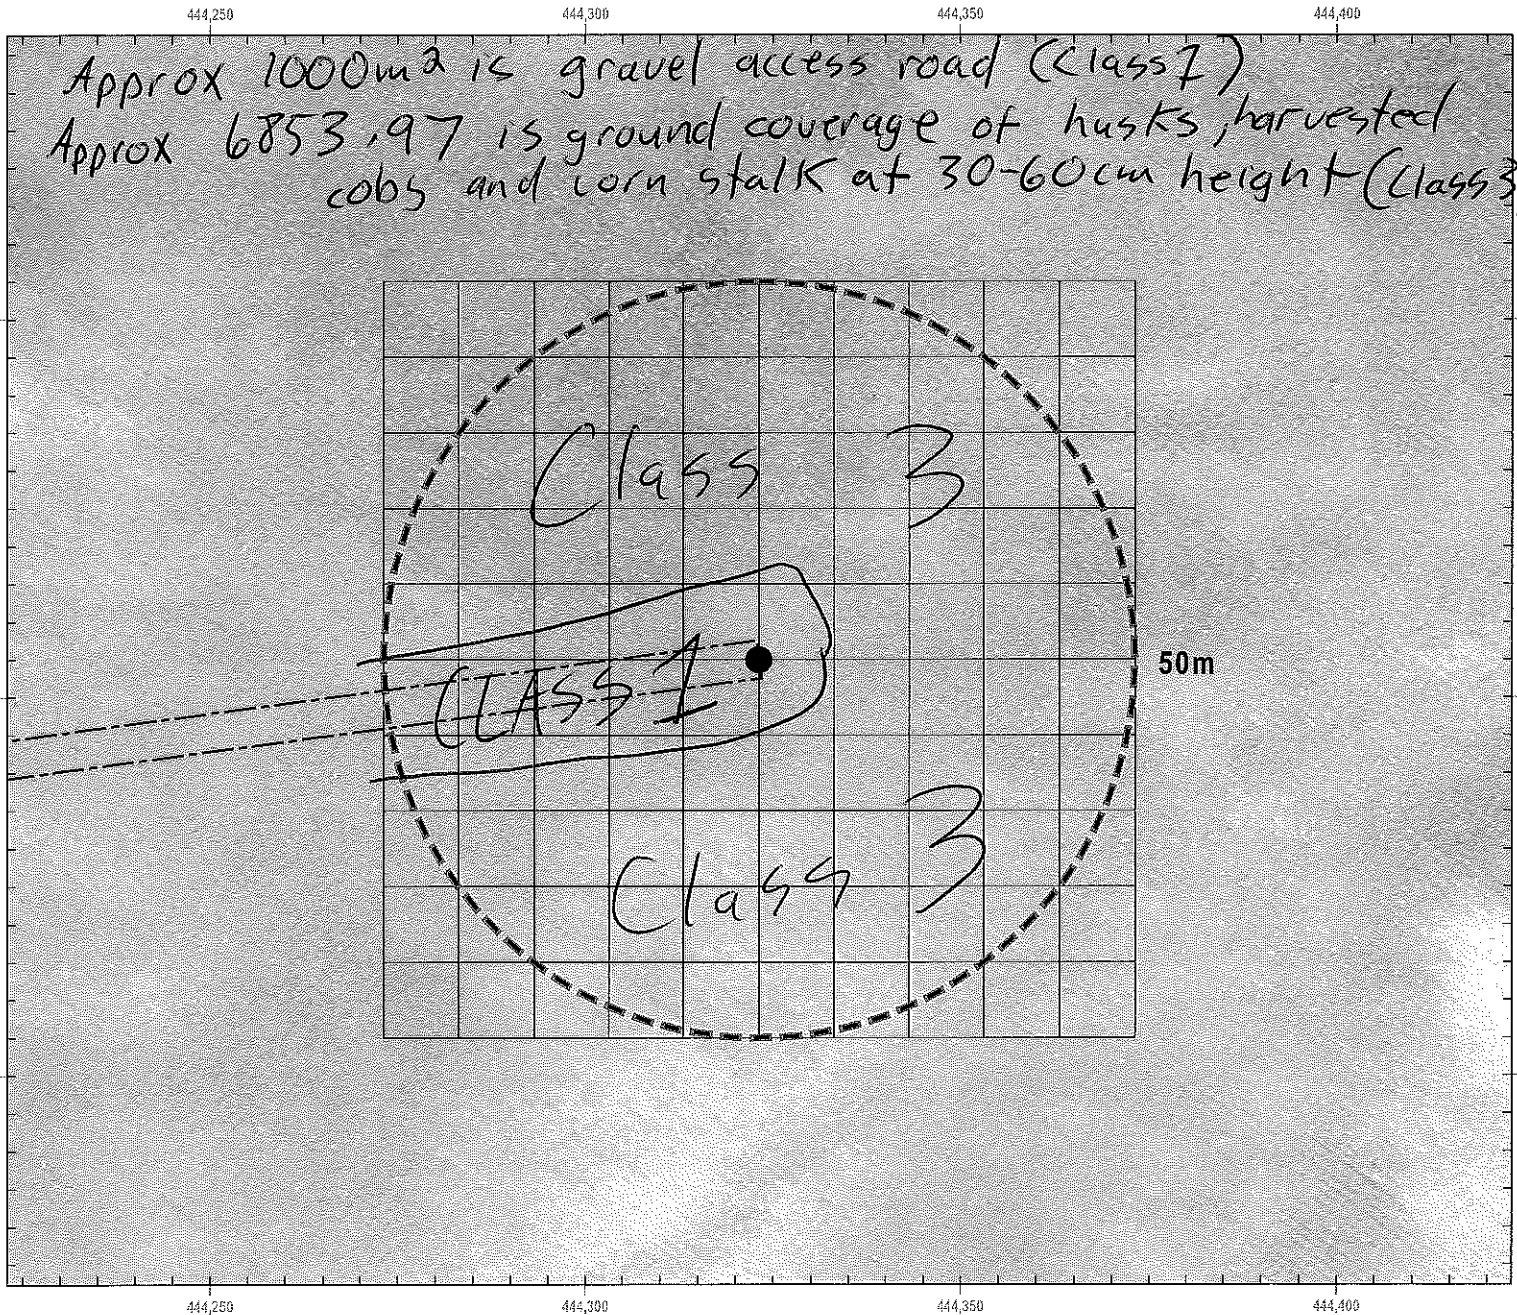 444,250 444,300 444,350 444,400
Approx 1000m² is gravel access road (Class 1)
Approx 6853.97 is ground coverage of husks, harvested
cobs and corn stalk at 30-60cm height (Class 3
Class 3
CLASS 1
50m
Class 3
444,250 444,300 444,350 444,400